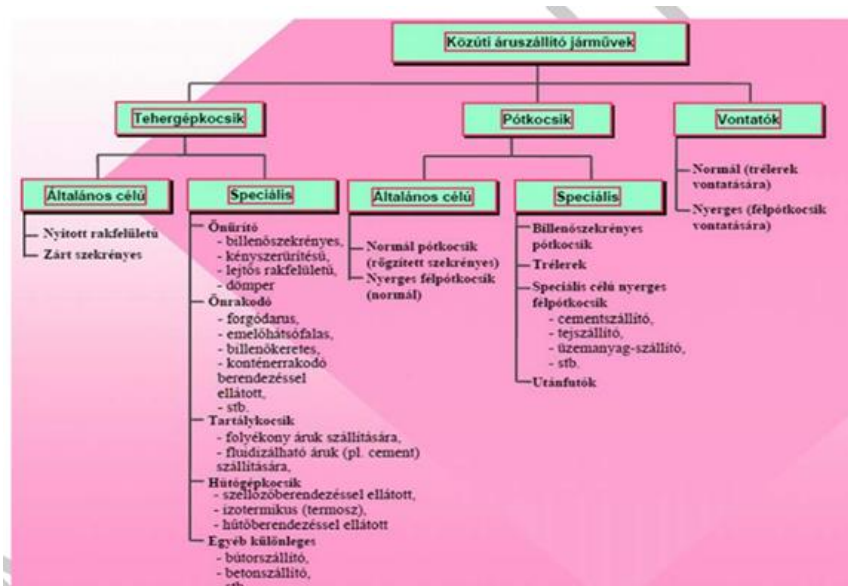 Közúti áruszállító járművek
Tehergépkocsik
Pótkocsik
Vontatók
Általános célú
Speciális
Általános célú
Speciális
Normál (trélerek
vontatására)
Nyerges (félpótkocsik
vontatására)
Nyitott rakfelületű
Zárt szekrényes
Önürítő
- billenőszekrényes,
- kényszerürítésű,
- lejtős rakfelületű,
- dömper
Önrakodó
- forgódarus,
- emelőhátsófalas,
- billenőkeretes,
- konténerrakodó
berendezéssel
ellátott,
- stb.
Tartálykocsik
- folyékony áruk szállítására,
- fluidizálható áruk (pl. cement)
szállítására,
Hűtőgépkocsik
- szellőzőberendezéssel ellátott,
- izotermikus (termosz),
- hűtőberendezéssel ellátott
Egyéb különleges
- bútorszállító,
- betonszállító,
- stb.
Normál pótkocsik
(rögzített szekrényes)
Nyerges félpótkocsik
(normál)
Billenőszekrényes
pótkocsik
Trélerek
Speciális célú nyerges
félpótkocsik
- cementszállító,
- tejszállító,
- üzemanyag-szállító,
- stb.
Utánfutók